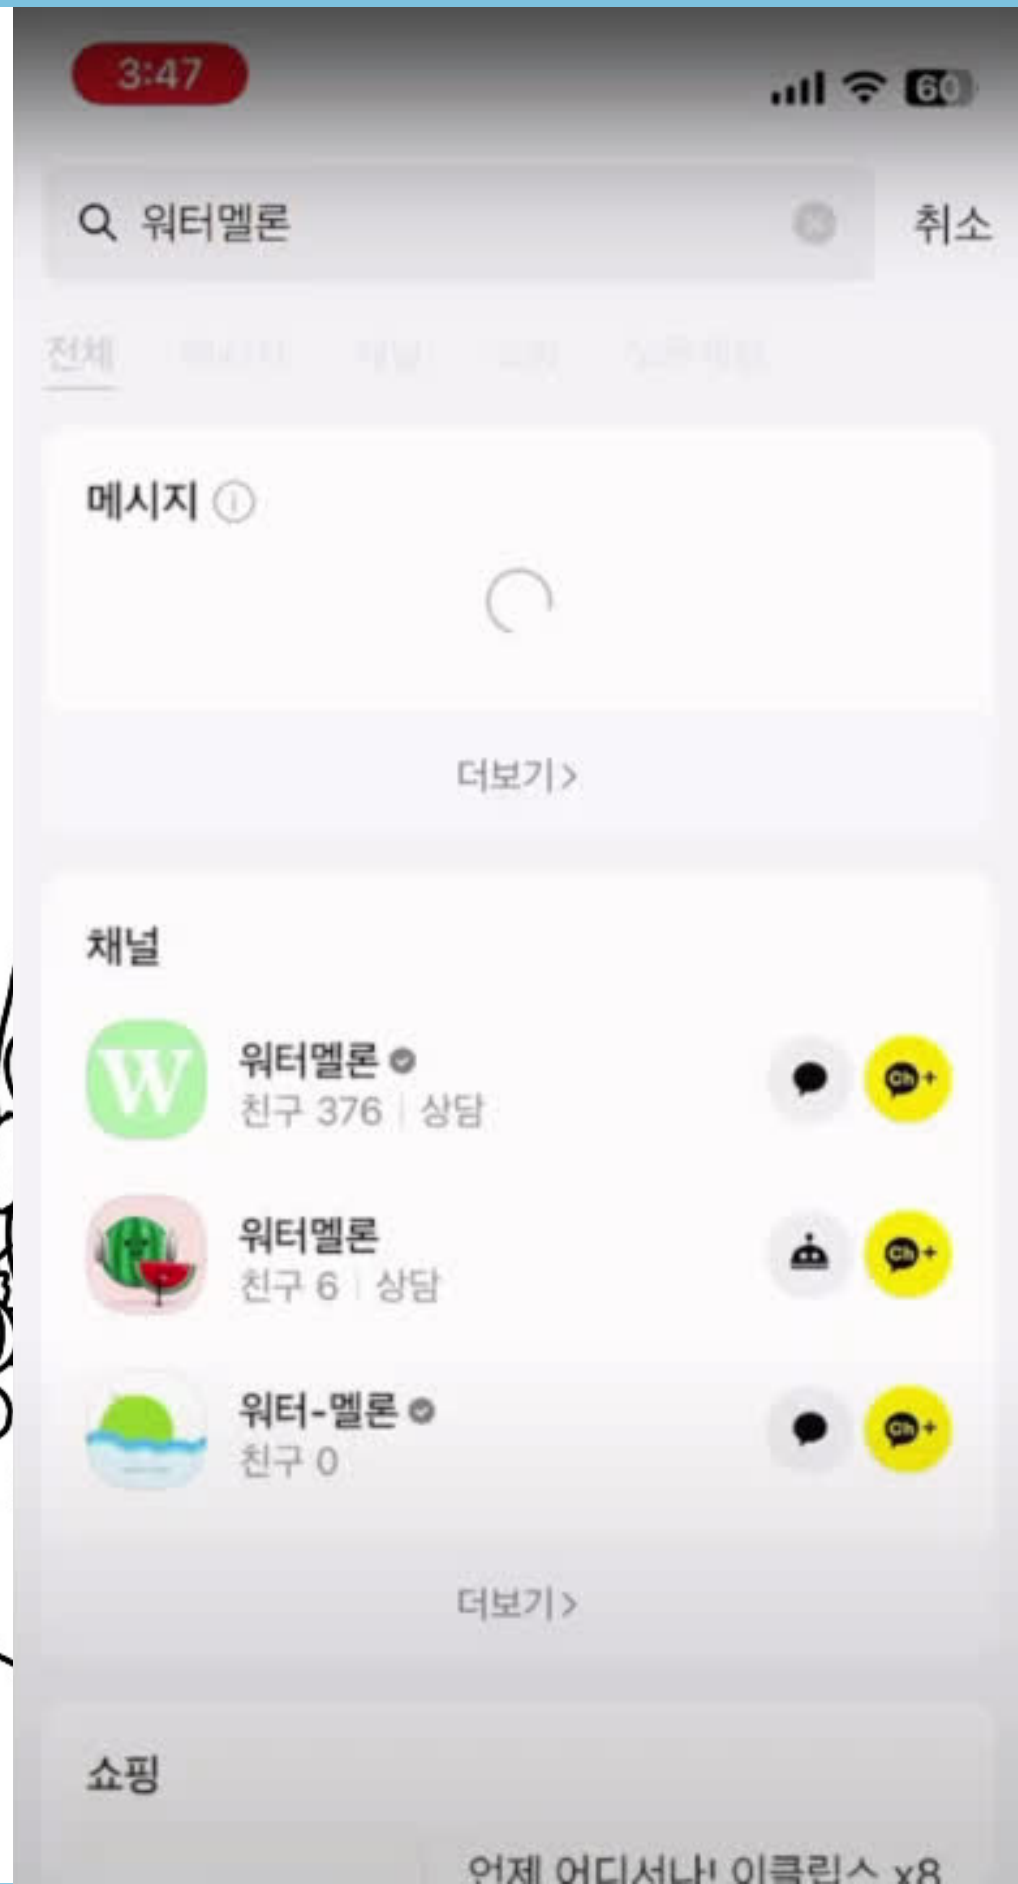 3:47
60
워터멜론
취소
전체
메시지
더보기 >
채널
W
워터멜론
친구 376 | 상담
Ch+
워터멜론
친구 6 | 상담
Ch+
워터-멜론
친구 0
Ch+
더보기 >
쇼핑
언제 어디서나! 이클립스 x8